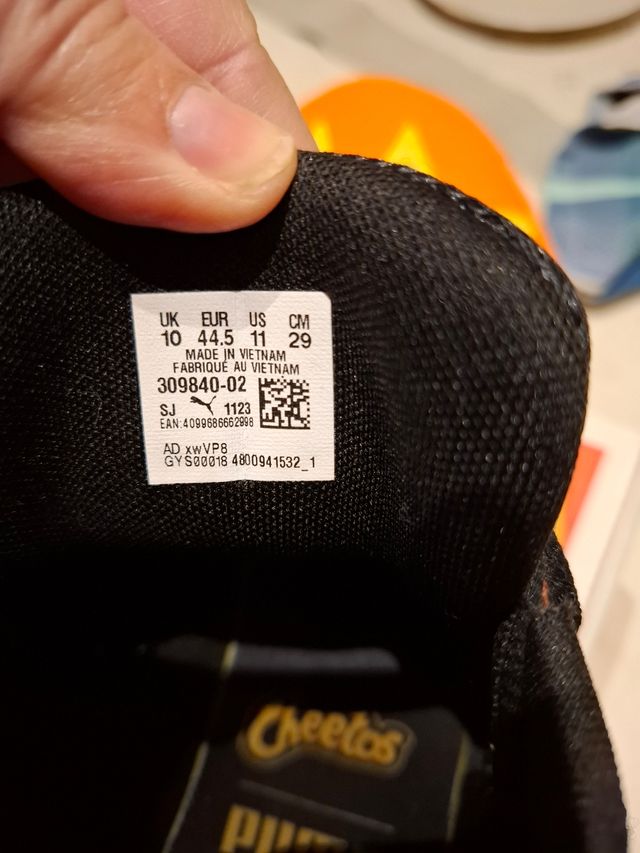 UK EUR US CM
10 44.5 11 29
MADE IN VIETNAM
FABRIQUÉ AU VIETNAM
309840-02
SJ 1123
EAN:4099686662998
AD xwVP8
GYS00018 4800941532_1
Cheetos